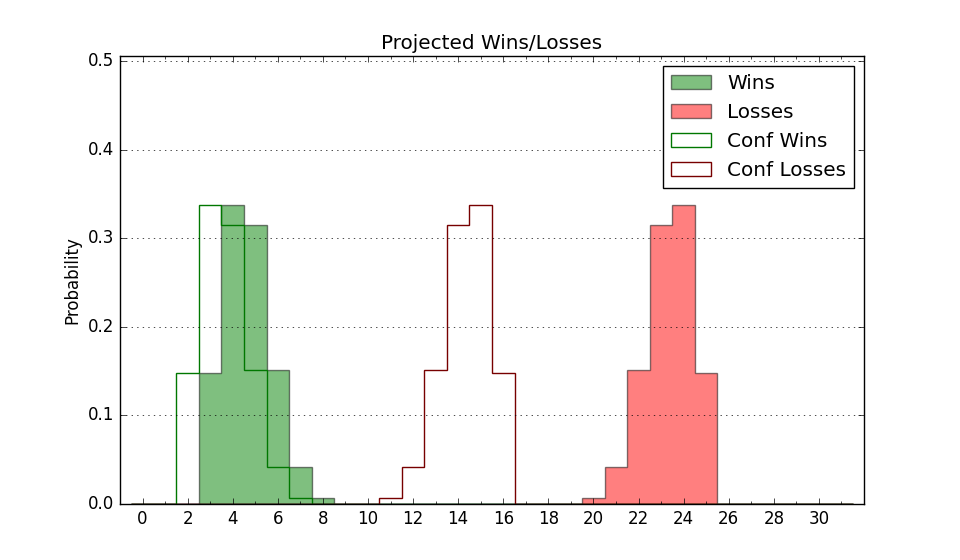 Projected Wins/Losses
0.5
0.4
0.3
0.2
0.1
0.0
Probability
Wins
Losses
Conf Wins
Conf Losses
0 2 4 6 8 10 12 14 16 18 20 22 24 26 28 30